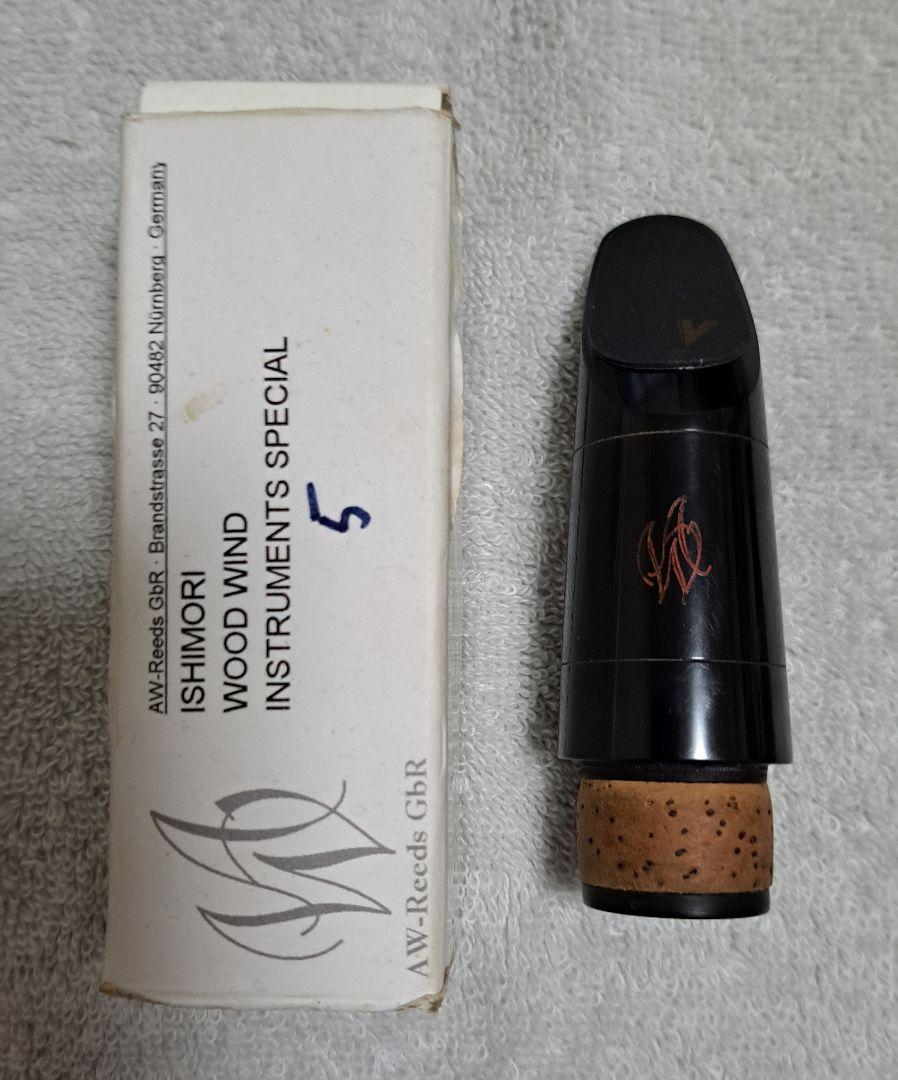 AW-Reeds GbR · Brandstrasse 27 · 90482 Nürnberg · Germany
ISHIMORI
WOOD WIND
INSTRUMENTS SPECIAL
5
AW-Reeds GbR